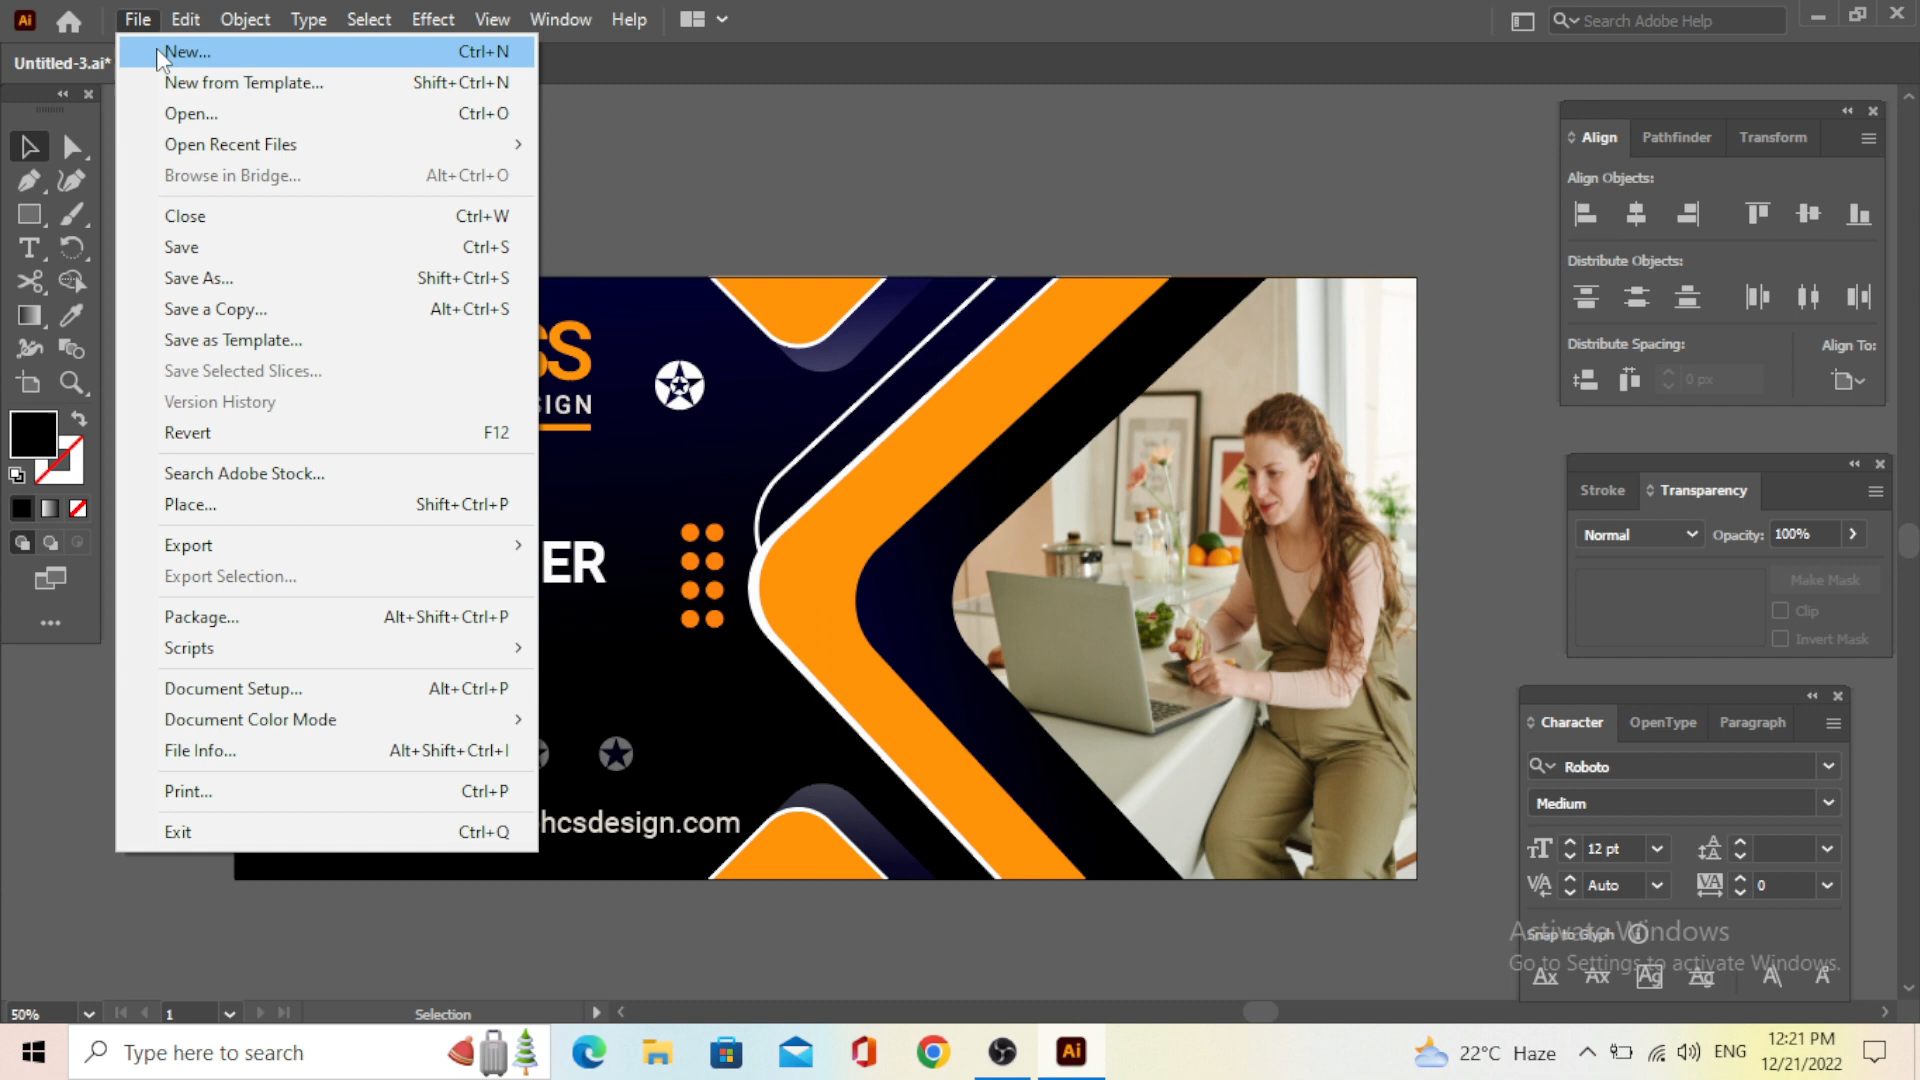 Ai File Edit Object Type Select Effect View Window Help
Search Adobe Help
Untitled-3.ai*
New... Ctrl+N
New from Template... Shift+Ctrl+N
Open... Ctrl+O
Open Recent Files
Browse in Bridge... Alt+Ctrl+O
Close Ctrl+W
Save Ctrl+S
Save As... Shift+Ctrl+S
Save a Copy... Alt+Ctrl+S
Save as Template...
Save Selected Slices...
Version History
Revert F12
Search Adobe Stock...
Place... Shift+Ctrl+P
Export
Export Selection...
Package... Alt+Shift+Ctrl+P
Scripts
Document Setup... Alt+Ctrl+P
Document Color Mode
File Info... Alt+Shift+Ctrl+I
Print... Ctrl+P
Exit Ctrl+Q
SS
IGN
ER
hcsdesign.com
Align Pathfinder Transform
Align Objects:
Distribute Objects:
Distribute Spacing: Align To:
0 px
Stroke Transparency
Normal Opacity: 100%
Make Mask
Clip
Invert Mask
Character OpenType Paragraph
Roboto
Medium
12 pt
Auto 0
Snap to Glyph
Activate Windows
Go to Settings to activate Windows.
50% 1 Selection
Type here to search
Ai
22°C Haze ENG 12:21 PM
12/21/2022